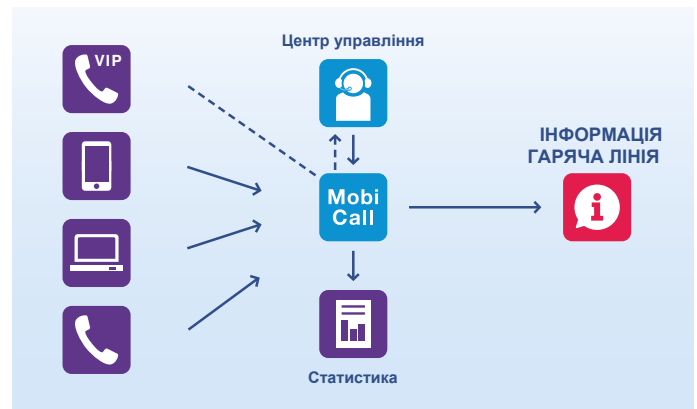 VIP
Центр управління
ІНФОРМАЦІЯ
ГАРЯЧА ЛІНІЯ
Mobi
Call
i
Статистика